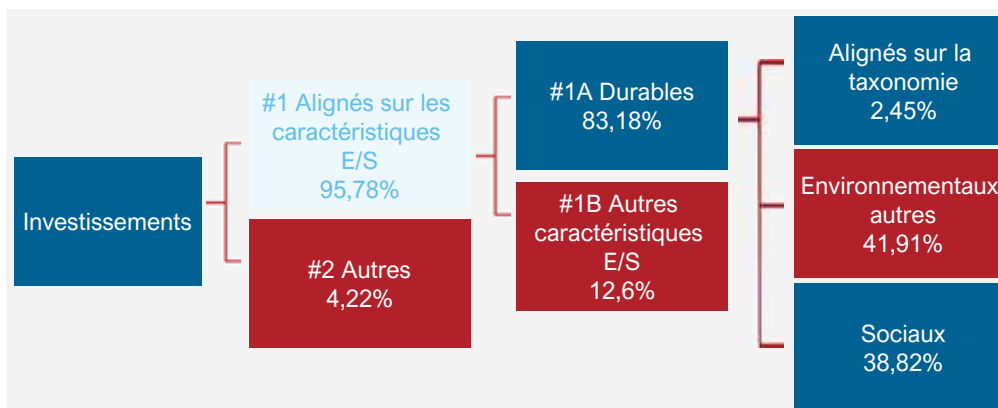 Investissements
#1 Alignés sur les
caractéristiques
E/S
95,78%
#2 Autres
4,22%
#1A Durables
83,18%
#1B Autres
caractéristiques
E/S
12,6%
Alignés sur la
taxonomie
2,45%
Environnementaux
autres
41,91%
Sociaux
38,82%